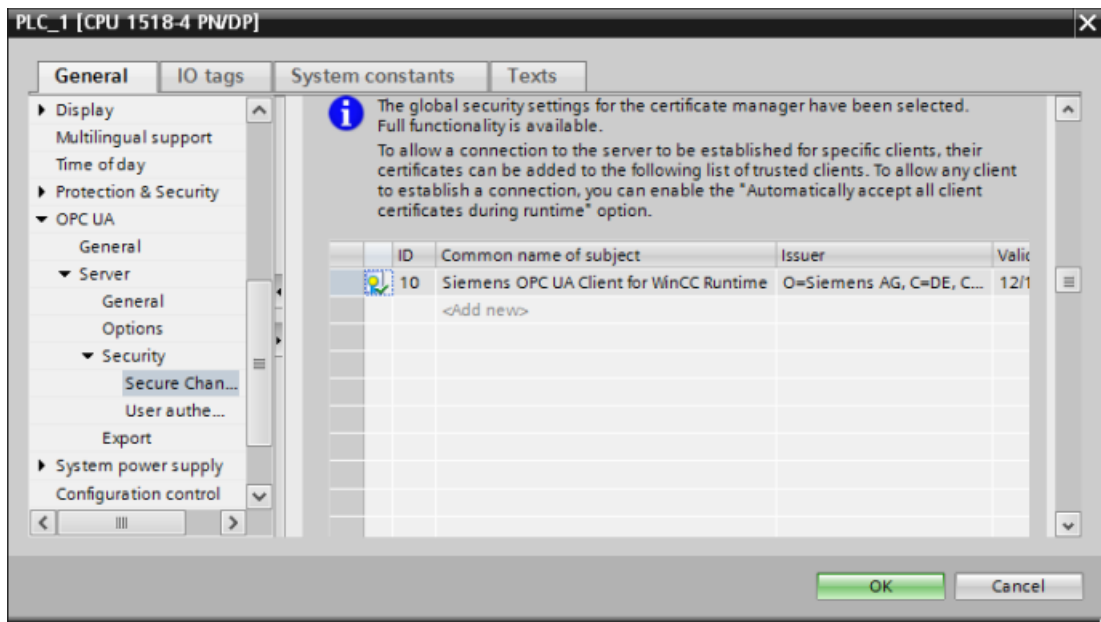 PLC_1 [CPU 1518-4 PN/DP]
General
IO tags
System constants
Texts
Display
Multilingual support
Time of day
Protection & Security
OPC UA
General
Server
General
Options
Security
Secure Chan...
User authe...
Export
System power supply
Configuration control
The global security settings for the certificate manager have been selected.
Full functionality is available.
To allow a connection to the server to be established for specific clients, their
certificates can be added to the following list of trusted clients. To allow any client
to establish a connection, you can enable the "Automatically accept all client
certificates during runtime" option.
ID Common name of subject Issuer Valid
10 Siemens OPC UA Client for WinCC Runtime O=Siemens AG, C=DE, C... 12/1
<Add new>
OK
Cancel